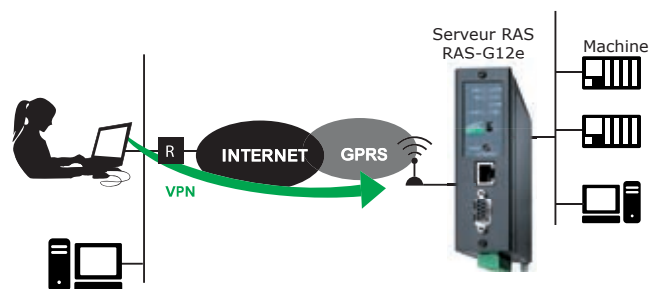 Serveur RAS
RAS-G12e
Machine
R
INTERNET
GPRS
VPN